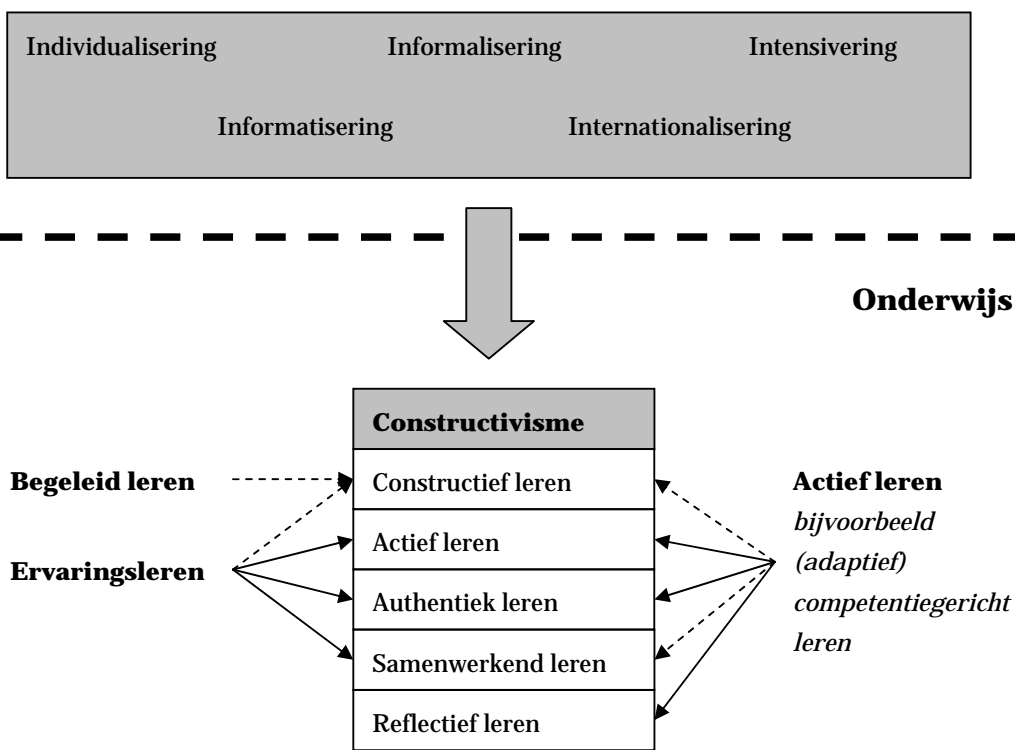 Individualisering Informalisering Intensivering
Informatisering Internationalisering
Onderwijs
Constructivisme
Constructief leren
Actief leren
Authentiek leren
Samenwerkend leren
Reflectief leren
Begeleid leren
Ervaringsleren
Actief leren
bijvoorbeeld
(adaptief)
competentiegericht
leren